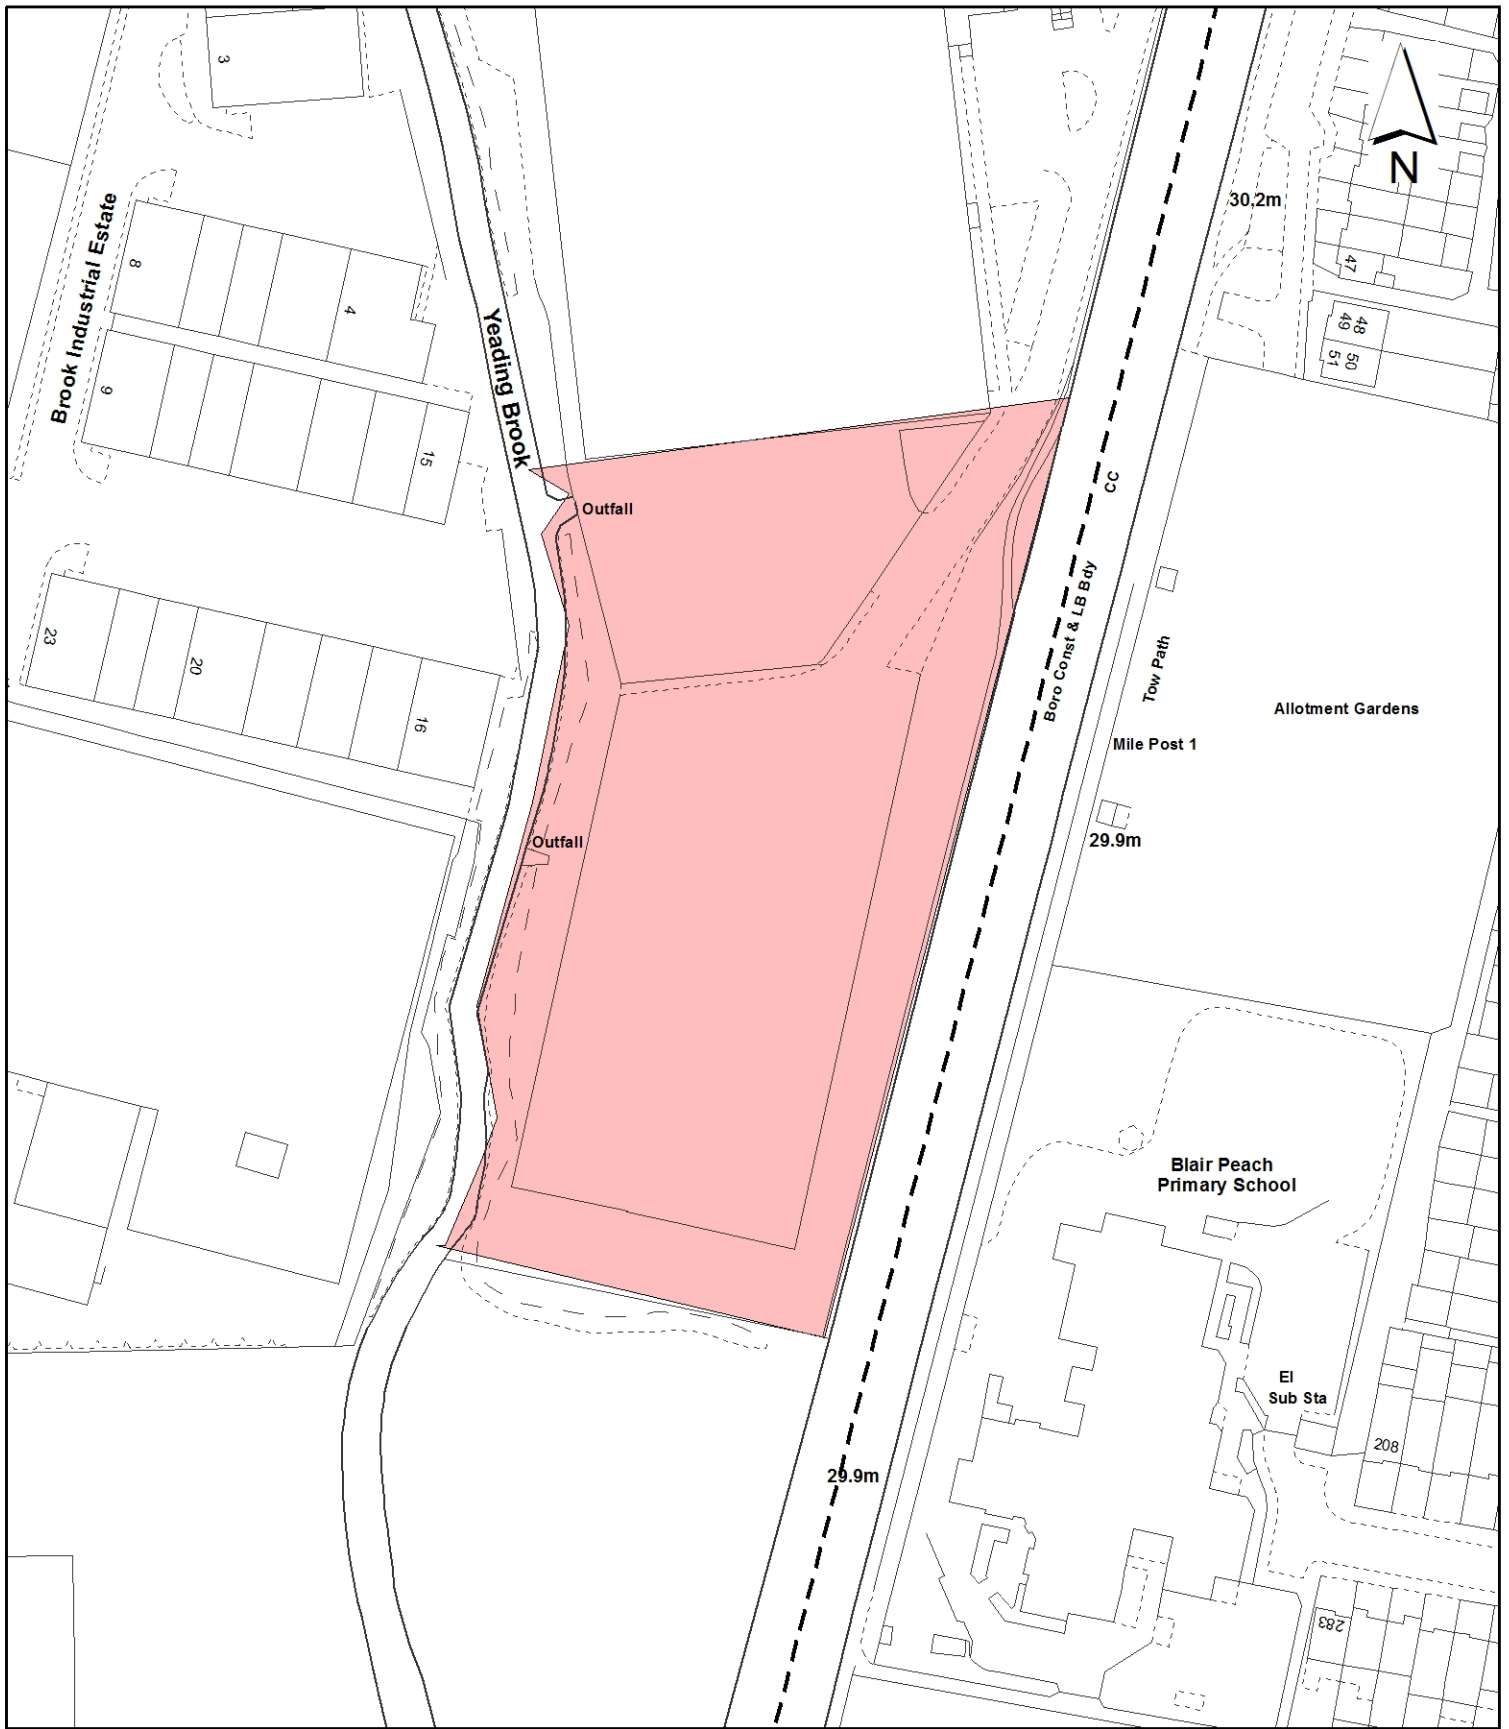 3
N
30.2m
Brook Industrial Estate
8
4
47
48
49
50
51
Yeading Brook
9
15
CC
Outfall
Boro Const & LB Bdy
23
20
16
Tow Path
Allotment Gardens
Mile Post 1
Outfall
29.9m
Blair Peach
Primary School
El
Sub Sta
208
29.9m
283